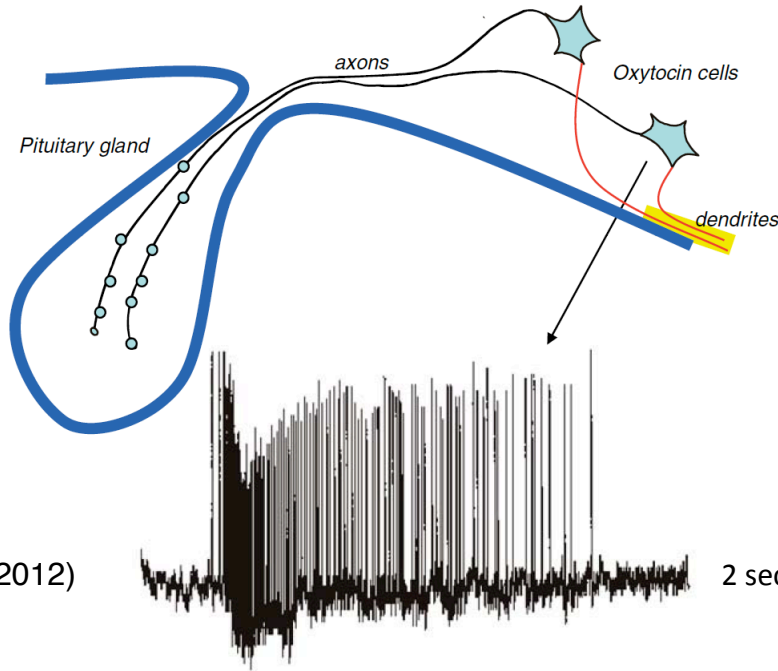 axons
Oxytocin cells
Pituitary gland
dendrites
2012)
2 sec